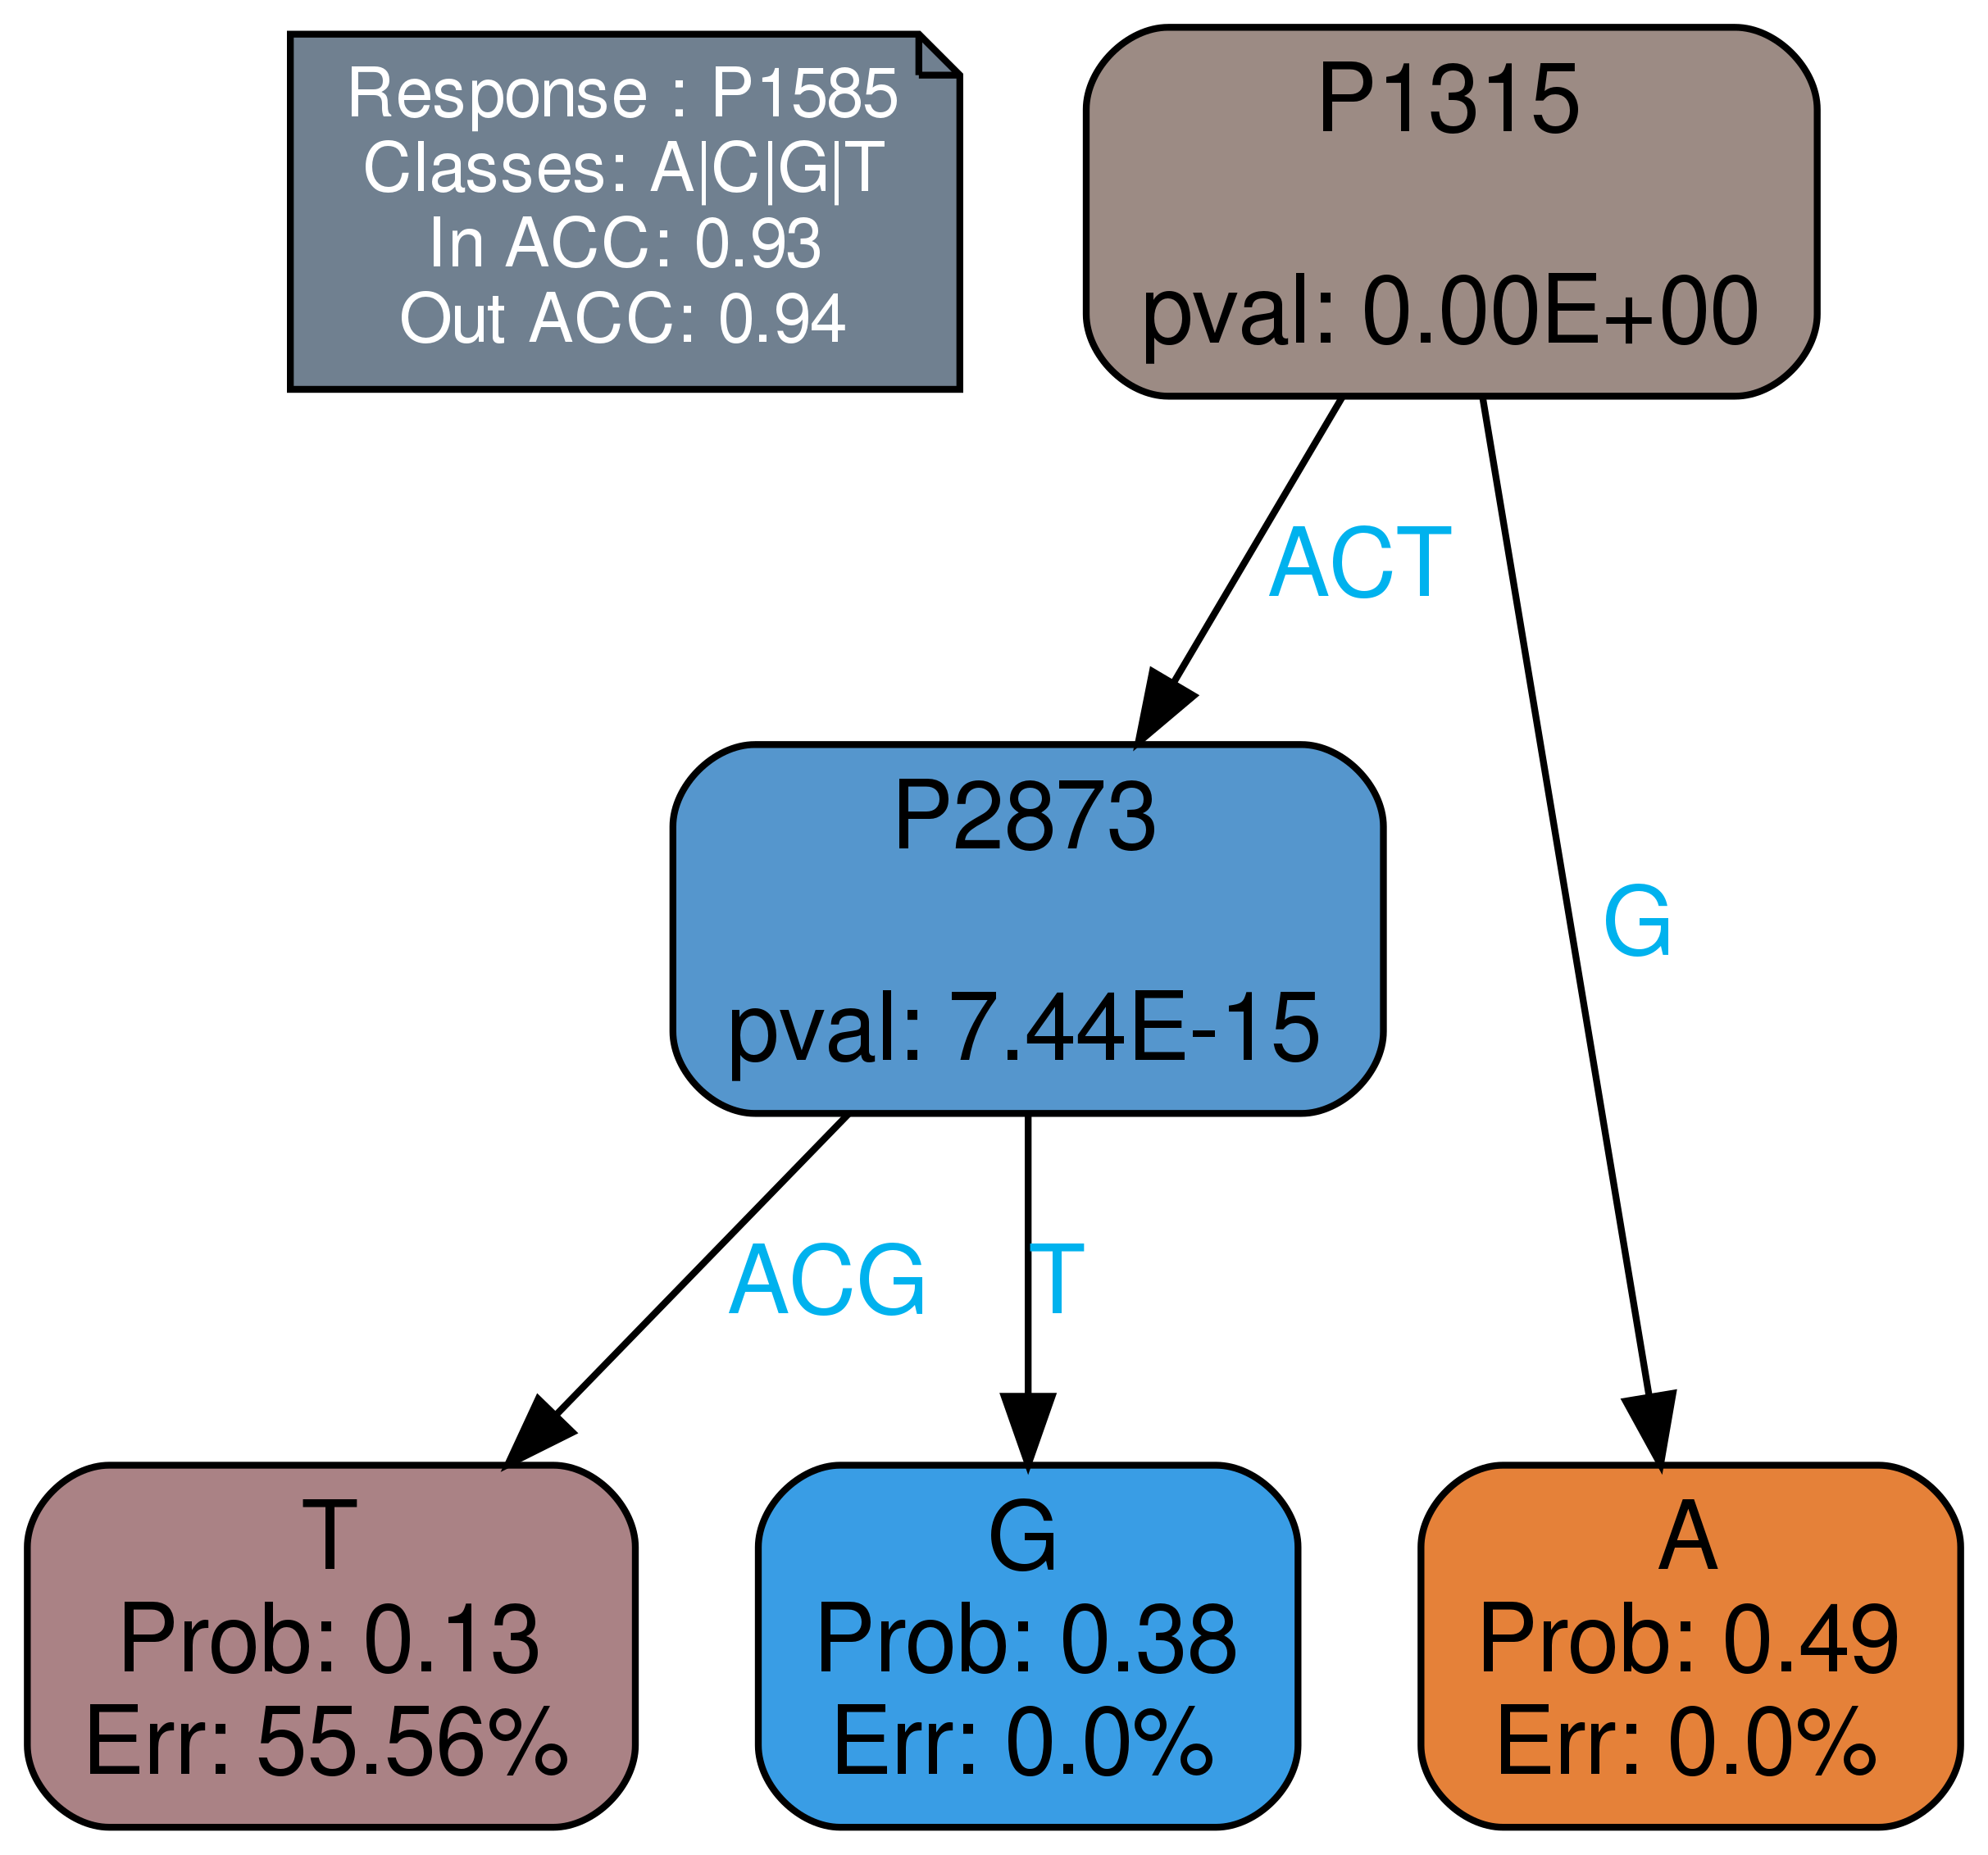 Response : P1585
Classes: A|C|G|T
In ACC: 0.93
Out ACC: 0.94
P1315
pval: 0.00E+00
ACT
P2873
pval: 7.44E-15
G
ACG
T
T
Prob: 0.13
Err: 55.56%
G
Prob: 0.38
Err: 0.0%
A
Prob: 0.49
Err: 0.0%